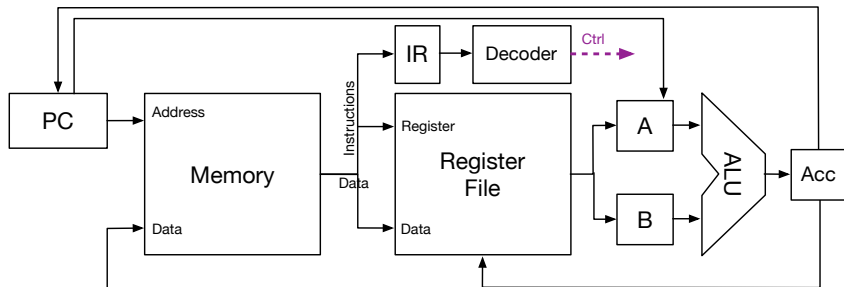 Ctrl
IR
Decoder
PC
Address
Instructions
Register
A
Memory
Data
Register
File
ALU
Acc
Data
Data
B